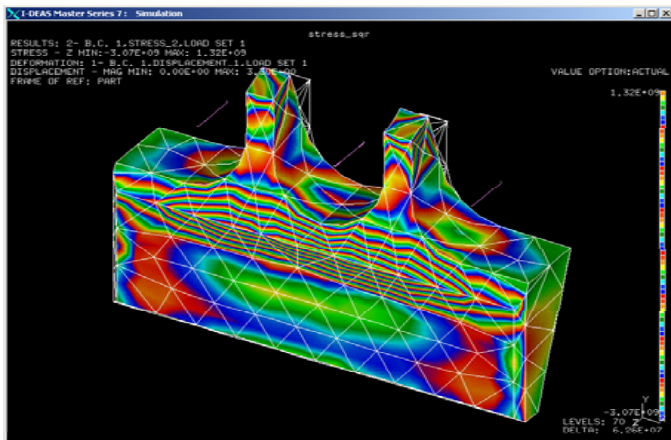 I-DEAS Master Series 7 : Simulation
stress_sqr
RESULTS: 2- B.C. 1,STRESS_2,LOAD SET 1
STRESS - Z MIN:-3.07E+09 MAX: 1.32E+09
DEFORMATION: 1- B.C. 1,DISPLACEMENT_1,LOAD SET 1
DISPLACEMENT - MAG MIN: 0.00E+00 MAX:
FRAME OF REF: PART
VALUE OPTION:ACTUAL
1.32E+09
-3.07E+09
LEVELS: 70
DELTA: 6.26E+07
Y
Z